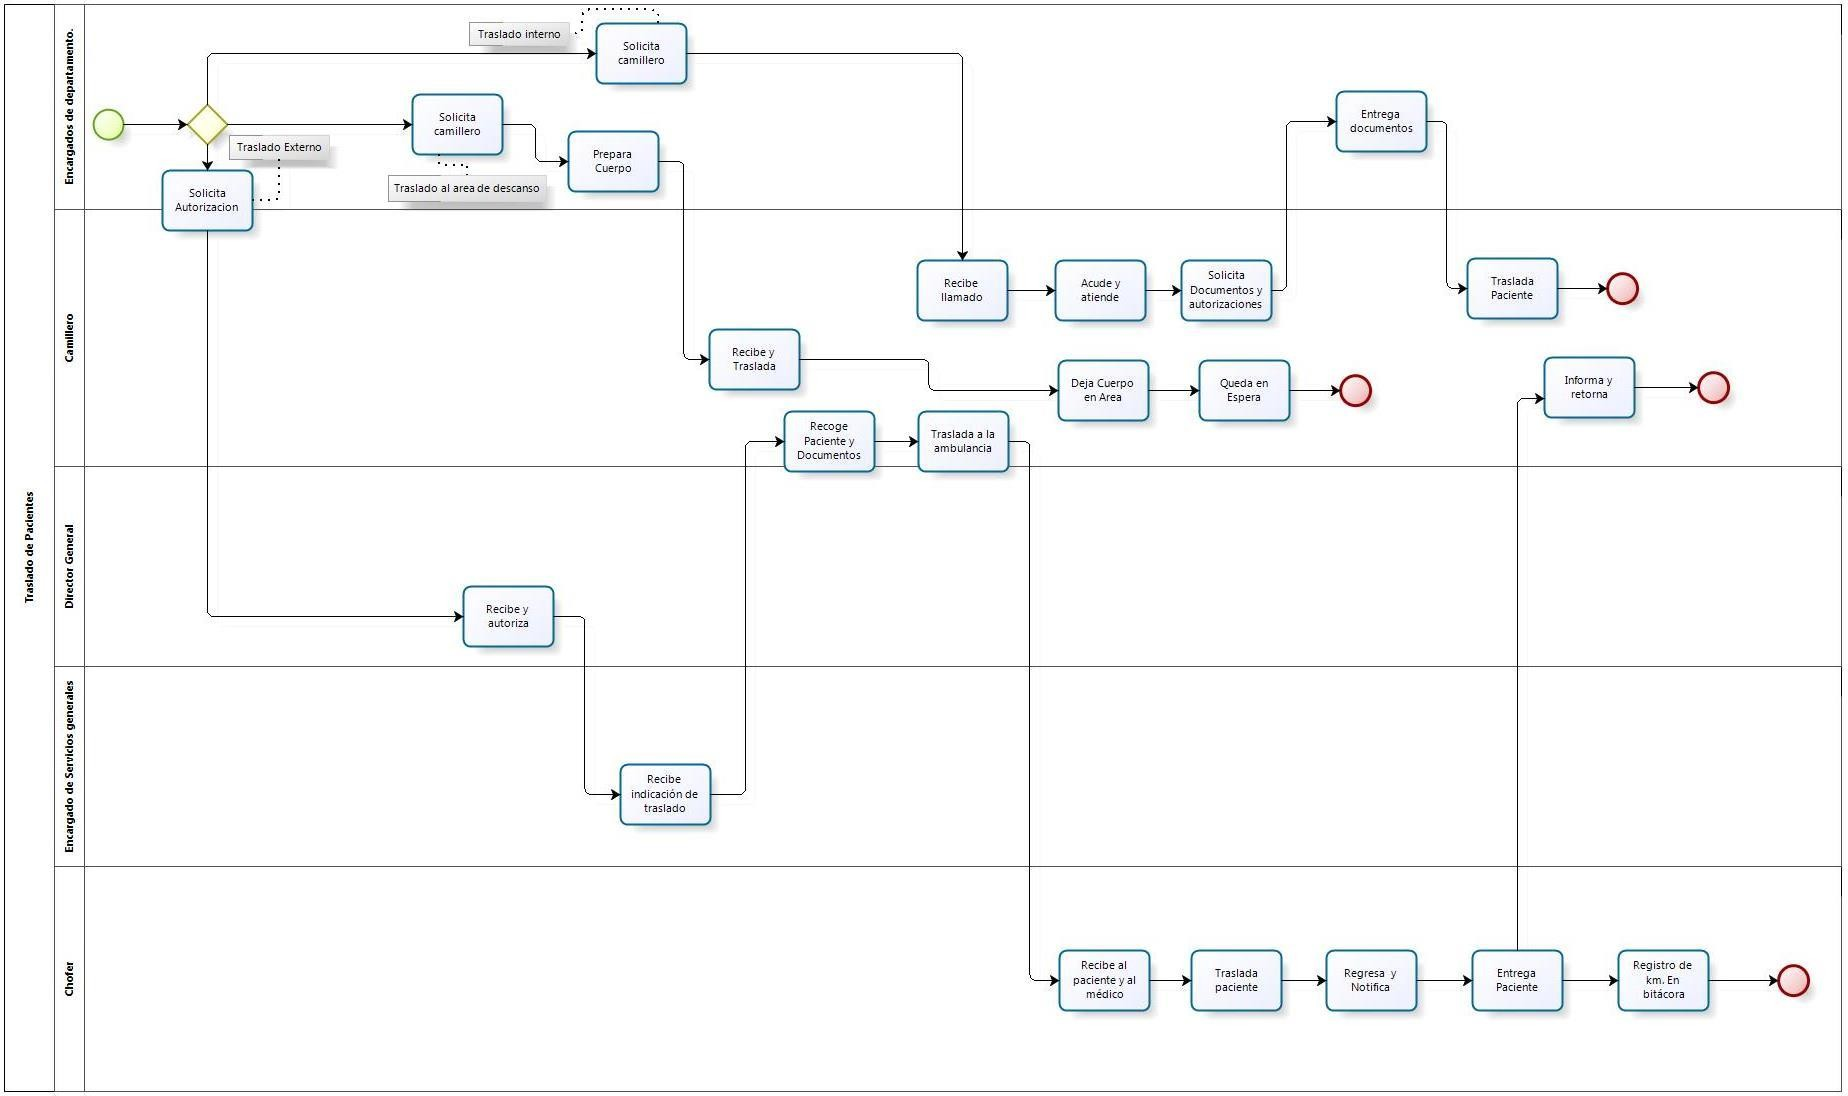 Traslado de Pacientes
Encargados de departamento.
Traslado interno
Solicita
camillero
Solicita
camillero
Traslado Externo
Prepara
Cuerpo
Traslado al area de descanso
Solicita
Autorizacion
Entrega
documentos
Camillero
Recibe
llamado
Acude y
atiende
Solicita
Documentos y
autorizaciones
Traslada
Paciente
Recibe y
Traslada
Deja Cuerpo
en Area
Queda en
Espera
Informa y
retorna
Recoge
Paciente y
Documentos
Traslada a la
ambulancia
Director General
Recibe y
autoriza
Encargado de Servicios generales
Recibe
indicación de
traslado
Chofer
Recibe al
paciente y al
médico
Traslada
paciente
Regresa y
Notifica
Entrega
Paciente
Registro de
km. En
bitácora